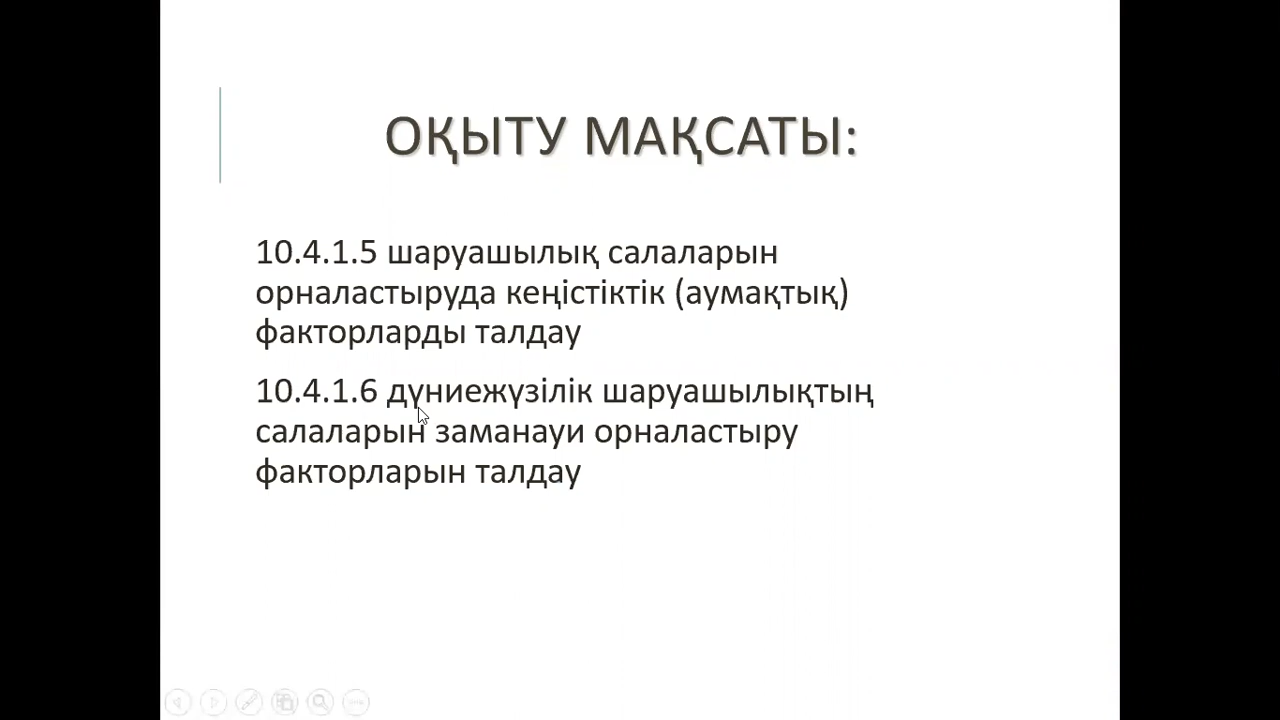 ОҚЫТУ МАҚСАТЫ:
10.4.1.5 шаруашылық салаларын
орналастыруда кеңістіктік (аумақтық)
факторларды талдау
10.4.1.6 дүниежүзілік шаруашылықтың
салаларын заманауи орналастыру
факторларын талдау